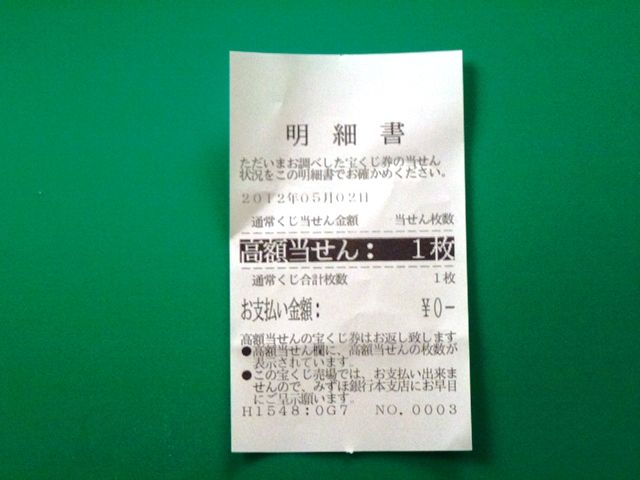 明 細 書
ただいまお調べした宝くじ券の当せん
状況をこの明細書でお確かめください。
2012年05月02日
通常くじ当せん金額 当せん枚数
高額当せん: 1枚
通常くじ合計枚数 1枚
お支払い金額: ¥0-
高額当せんの宝くじ券はお返し致します
●高額当せん欄に、高額当せんの枚数が
表示されています。
●この宝くじ売場では、お支払い出来ま
せんので、みずほ銀行本支店にお早目
にご呈示願います。
H1548:0G7 NO.0003